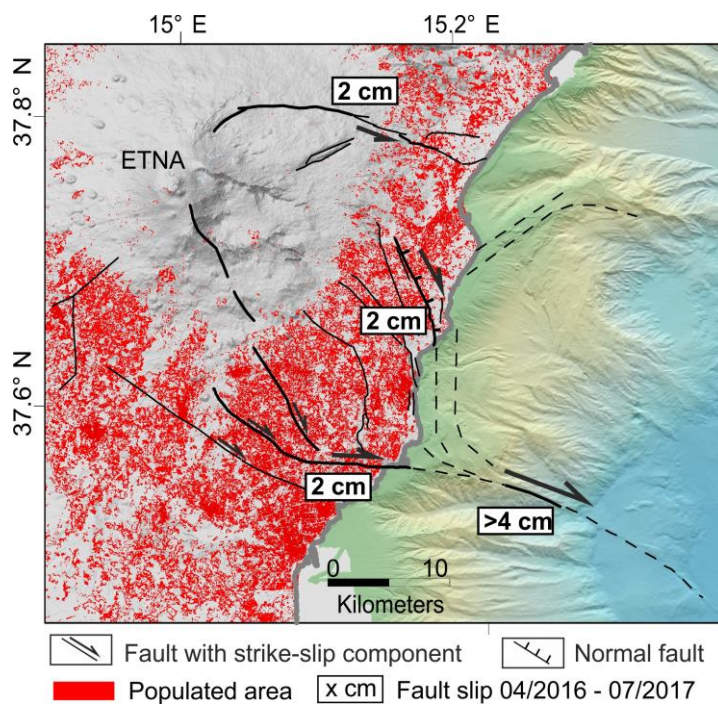 15° E 15.2° E
37.8° N
2 cm
ETNA
2 cm
37.6° N
2 cm
>4 cm
0 10
Kilometers
Fault with strike-slip component Normal fault
Populated area x cm Fault slip 04/2016 - 07/2017